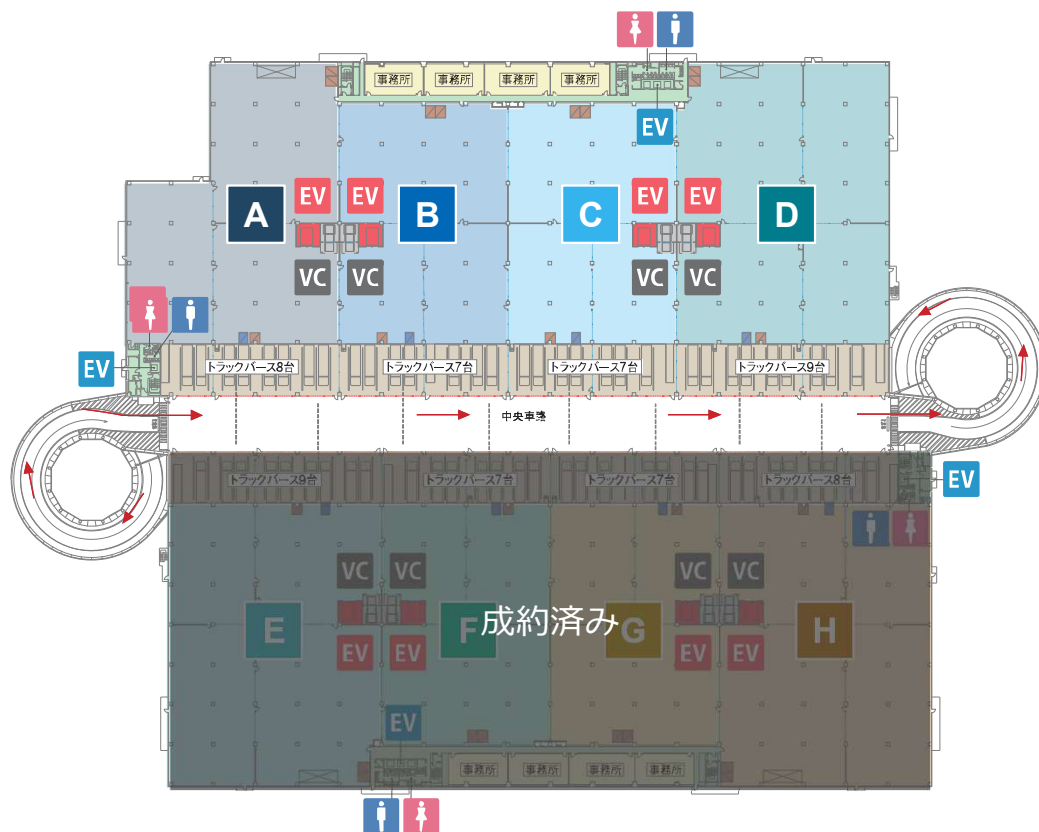 事務所
事務所
事務所
事務所
EV
EV
EV
EV
EV
A
B
C
D
VC
VC
VC
VC
EV
トラックバース8台
トラックバース7台
トラックバース7台
トラックバース9台
中央車路
トラックバース9台
トラックバース7台
トラックバース7台
トラックバース8台
EV
VC
VC
VC
VC
E
F
成約済み
G
H
EV
EV
EV
EV
EV
事務所
事務所
事務所
事務所